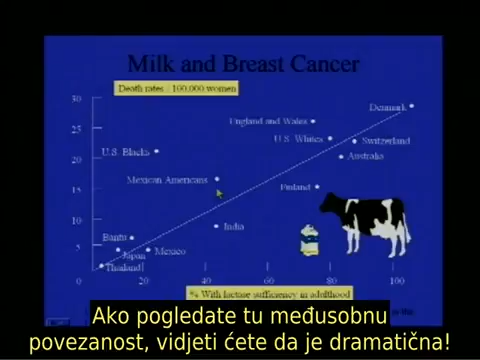 Milk and Breast Cancer
Death rates / 100,000 women
30
Denmark
England and Wales
25
U.S. Whites
Switzerland
U.S. Blacks
Australia
20
Mexican Americans
Finland
15
10
India
Bantu
5
Japan
Mexico
Thailand
0
20
40
60
80
100
% With lactase sufficiency in adulthood
Ako pogledate tu međusobnu
povezanost, vidjeti ćete da je dramatična!